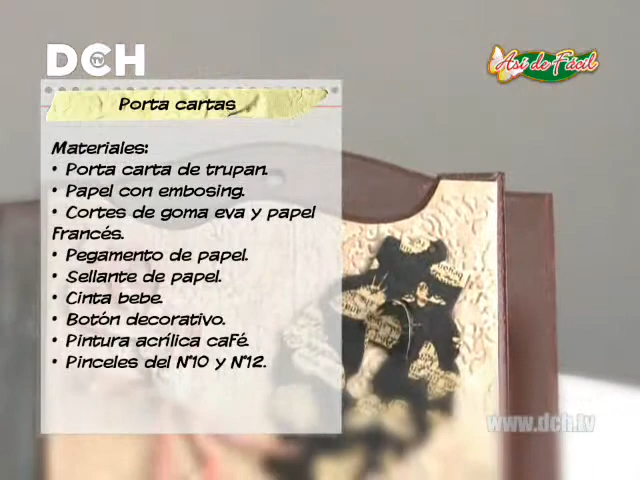 DCH
TV
Así de Fácil
Porta cartas
Materiales:
• Porta carta de trupan.
• Papel con embosing.
• Cortes de goma eva y papel
Francés.
• Pegamento de papel.
• Sellante de papel.
• Cinta bebe.
• Botón decorativo.
• Pintura acrílica caFé.
• Pinceles del N°10 y N°12.
www.dch.tv